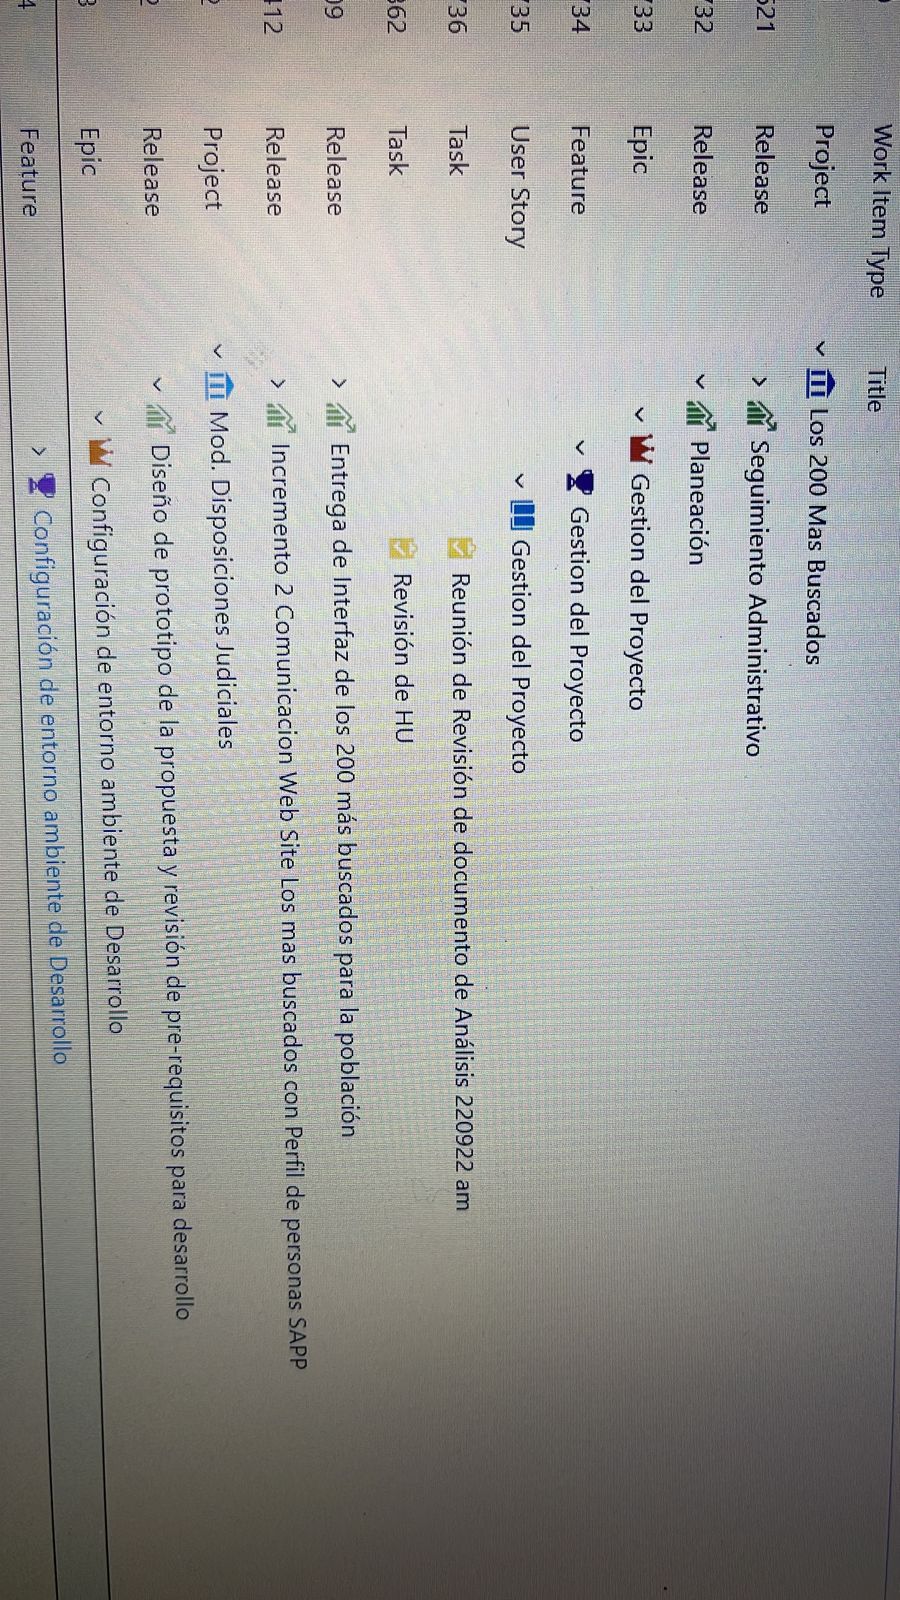 Work Item Type Title
Project Los 200 Mas Buscados
521 Release Seguimiento Administrativo
732 Release Planeación
733 Epic Gestion del Proyecto
734 Feature Gestion del Proyecto
735 User Story Gestion del Proyecto
736 Task Reunión de Revisión de documento de Análisis 220922 am
362 Task Revisión de HU
09 Release Entrega de Interfaz de los 200 más buscados para la población
412 Release Incremento 2 Comunicacion Web Site Los mas buscados con Perfil de personas SAPP
2 Project Mod. Disposiciones Judiciales
2 Release Diseño de prototipo de la propuesta y revisión de pre-requisitos para desarrollo
3 Epic Configuración de entorno ambiente de Desarrollo
4 Feature Configuración de entorno ambiente de Desarrollo